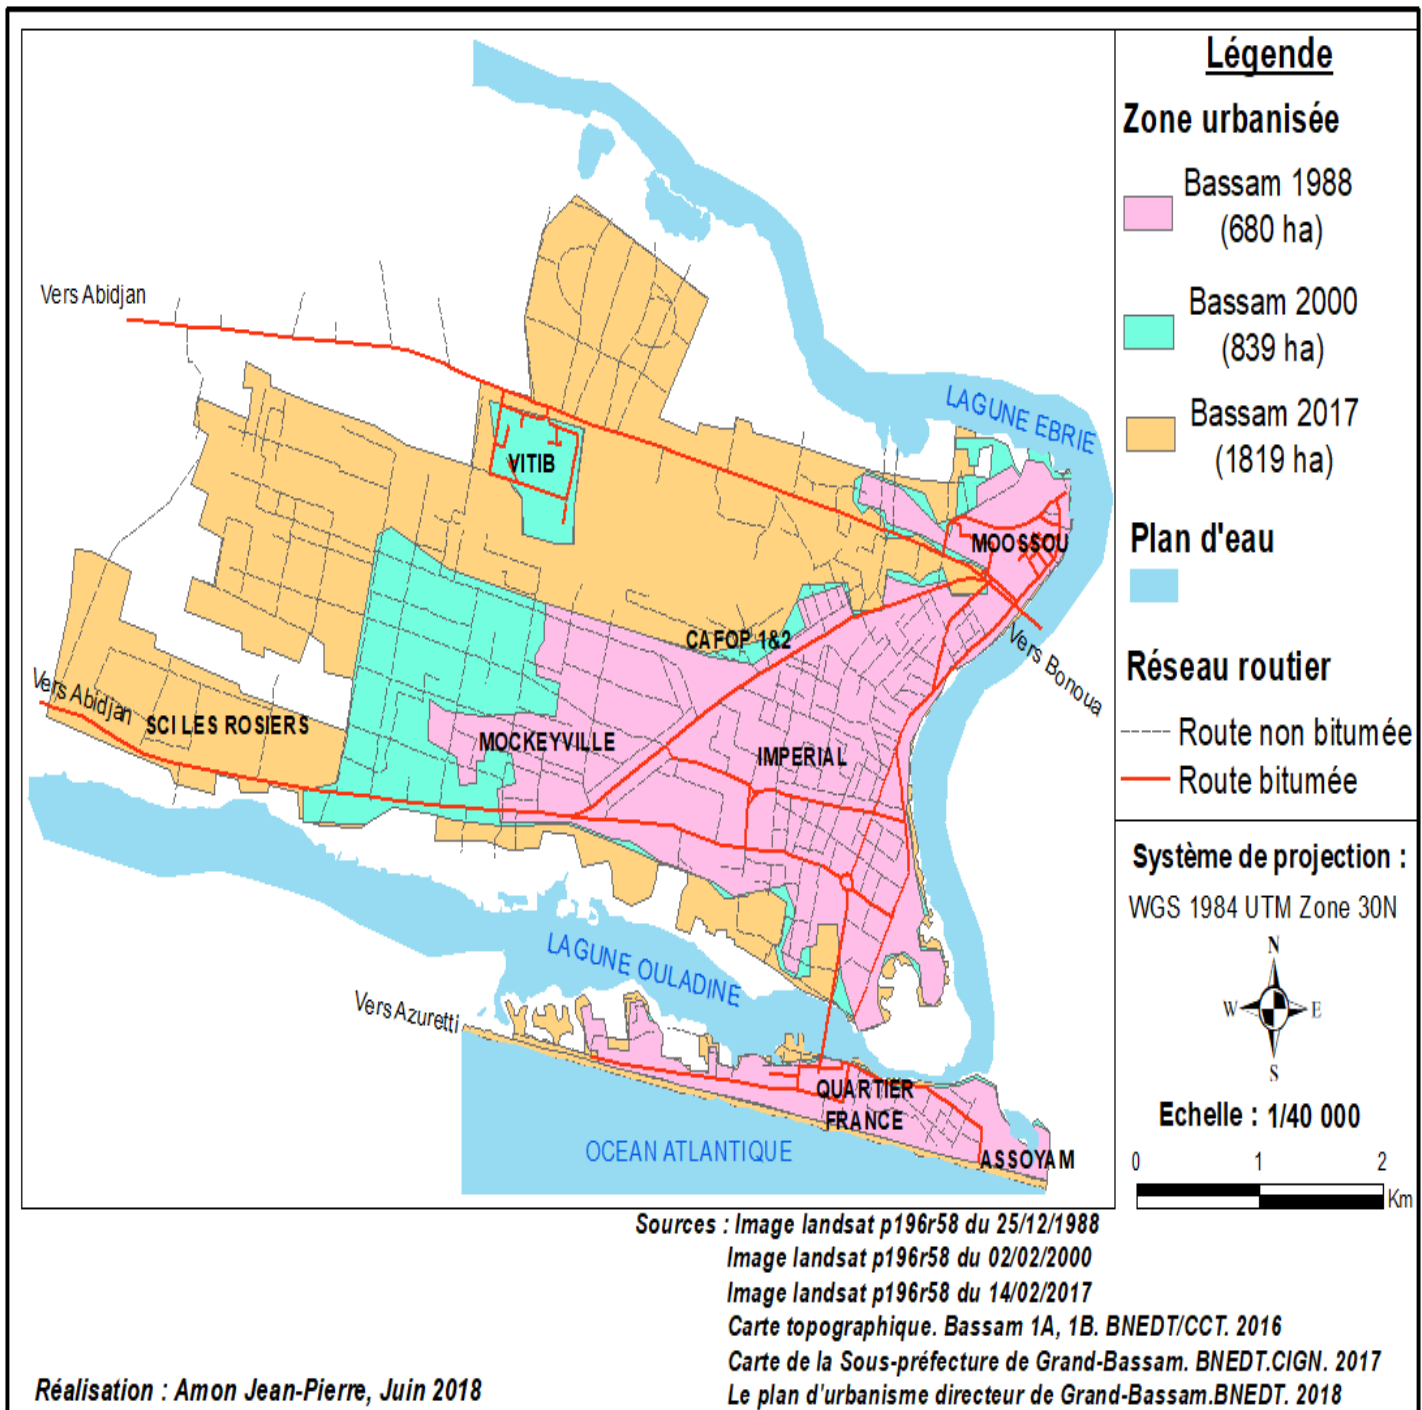 Légende
Zone urbanisée
Bassam 1988
(680 ha)
Bassam 2000
(839 ha)
Bassam 2017
(1819 ha)
Plan d'eau
Réseau routier
Route non bitumée
Route bitumée
Système de projection :
WGS 1984 UTM Zone 30N
N
W
E
S
Echelle : 1/40 000
0
1
2
Km
Vers Abidjan
LAGUNE EBRIE
VITIB
MOOSSOU
CAFOP 1&2
Vers Bonoua
Vers Abidjan
SCI LES ROSIERS
MOCKEYVILLE
IMPERIAL
LAGUNE OULADINE
Vers Azuretti
QUARTIER
FRANCE
OCEAN ATLANTIQUE
ASSOYAM
Sources : Image landsat p196r58 du 25/12/1988
Image landsat p196r58 du 02/02/2000
Image landsat p196r58 du 14/02/2017
Carte topographique. Bassam 1A, 1B. BNEDT/CCT. 2016
Carte de la Sous-préfecture de Grand-Bassam. BNEDT.CIGN. 2017
Le plan d'urbanisme directeur de Grand-Bassam.BNEDT. 2018
Réalisation : Amon Jean-Pierre, Juin 2018